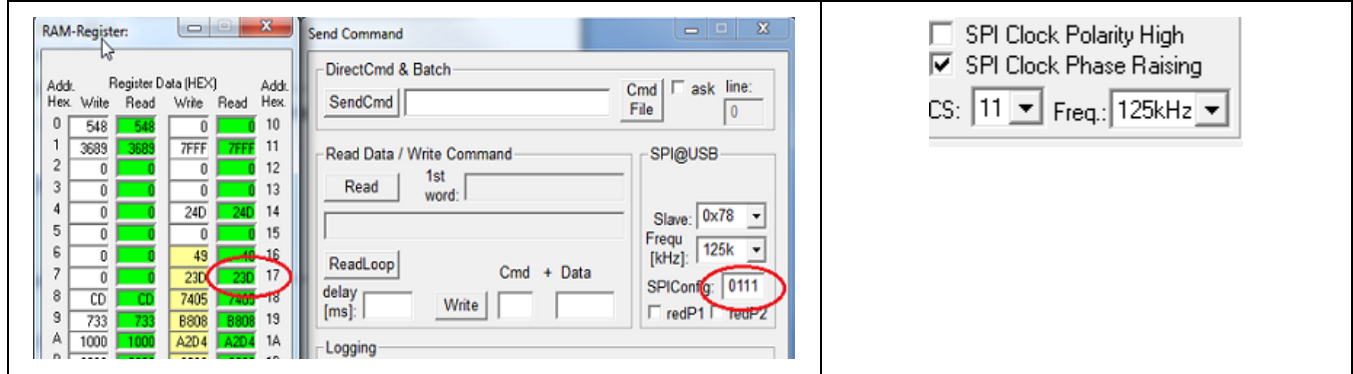 RAM-Register:
Addr. Register Data (HEX) Addr.
Hex. Write Read Write Read Hex.
0 548 548 0 0 10
1 3689 3689 7FFF 7FFF 11
2 0 0 0 0 12
3 0 0 0 0 13
4 0 0 24D 24D 14
5 0 0 0 0 15
6 0 0 49 49 16
7 0 0 23D 23D 17
8 CD CD 7405 7405 18
9 733 733 B808 B808 19
A 1000 1000 A2D4 A2D4 1A
Send Command
DirectCmd & Batch
SendCmd Cmd File ask line: 0
Read Data / Write Command
Read 1st word:
ReadLoop
Cmd + Data
delay [ms]: Write
Logging
SPI@USB
Slave: 0x78
Frequ [kHz]: 125k
SPIConfig: 0111
redP1 redP2
SPI Clock Polarity High
SPI Clock Phase Raising
CS: 11 Freq.: 125kHz